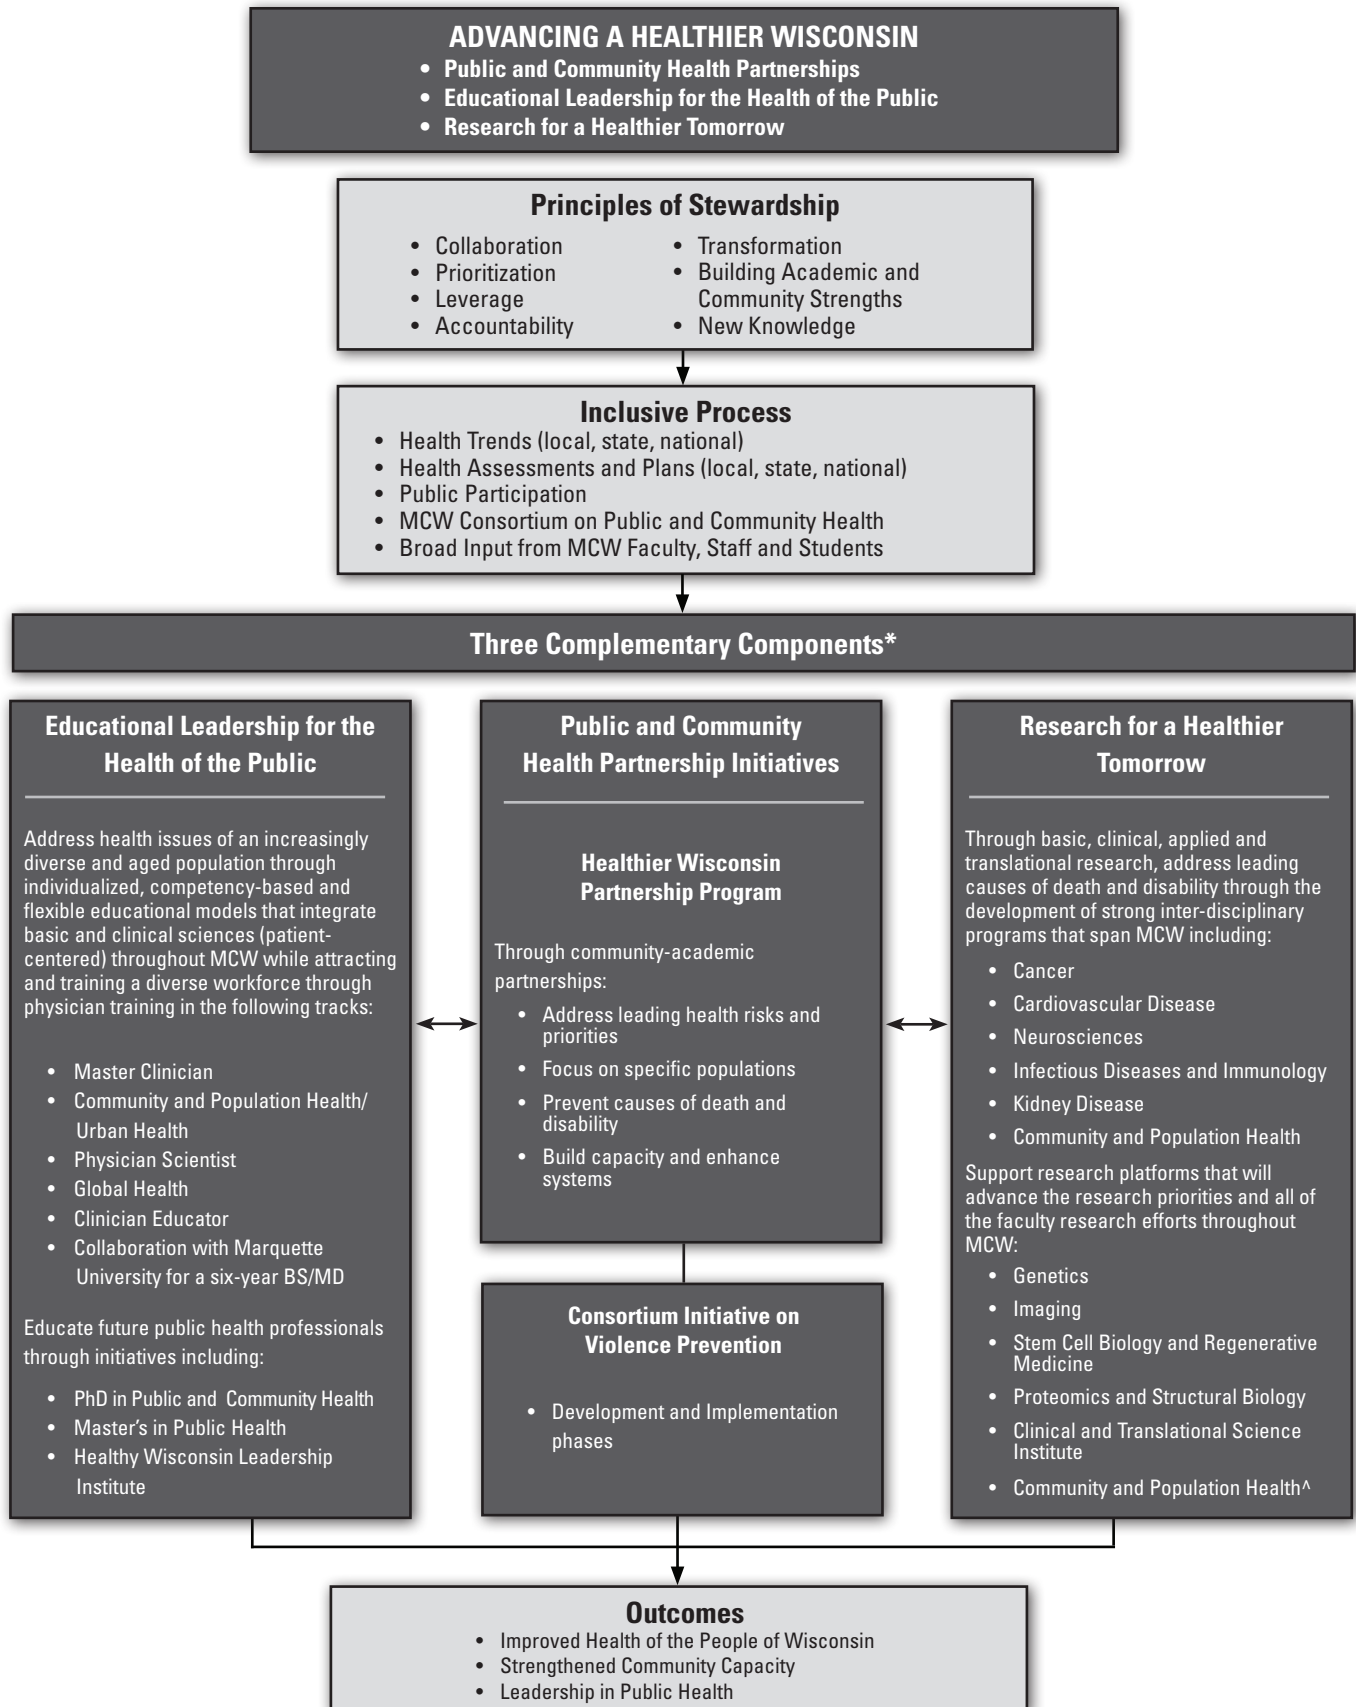 ADVANCING A HEALTHIER WISCONSIN
• Public and Community Health Partnerships
• Educational Leadership for the Health of the Public
• Research for a Healthier Tomorrow
Principles of Stewardship
• Collaboration
• Prioritization
• Leverage
• Accountability
• Transformation
• Building Academic and
Community Strengths
• New Knowledge
Inclusive Process
• Health Trends (local, state, national)
• Health Assessments and Plans (local, state, national)
• Public Participation
• MCW Consortium on Public and Community Health
• Broad Input from MCW Faculty, Staff and Students
Three Complementary Components*
Educational Leadership for the
Health of the Public
Address health issues of an increasingly
diverse and aged population through
individualized, competency-based and
flexible educational models that integrate
basic and clinical sciences (patient-
centered) throughout MCW while attracting
and training a diverse workforce through
physician training in the following tracks:
• Master Clinician
• Community and Population Health/
Urban Health
• Physician Scientist
• Global Health
• Clinician Educator
• Collaboration with Marquette
University for a six-year BS/MD
Educate future public health professionals
through initiatives including:
• PhD in Public and Community Health
• Master's in Public Health
• Healthy Wisconsin Leadership
Institute
Public and Community
Health Partnership Initiatives
Healthier Wisconsin
Partnership Program
Through community-academic
partnerships:
• Address leading health risks and
priorities
• Focus on specific populations
• Prevent causes of death and
disability
• Build capacity and enhance
systems
Consortium Initiative on
Violence Prevention
• Development and Implementation
phases
Research for a Healthier
Tomorrow
Through basic, clinical, applied and
translational research, address leading
causes of death and disability through the
development of strong inter-disciplinary
programs that span MCW including:
• Cancer
• Cardiovascular Disease
• Neurosciences
• Infectious Diseases and Immunology
• Kidney Disease
• Community and Population Health
Support research platforms that will
advance the research priorities and all of
the faculty research efforts throughout
MCW:
• Genetics
• Imaging
• Stem Cell Biology and Regenerative
Medicine
• Proteomics and Structural Biology
• Clinical and Translational Science
Institute
• Community and Population Health^
Outcomes
• Improved Health of the People of Wisconsin
• Strengthened Community Capacity
• Leadership in Public Health